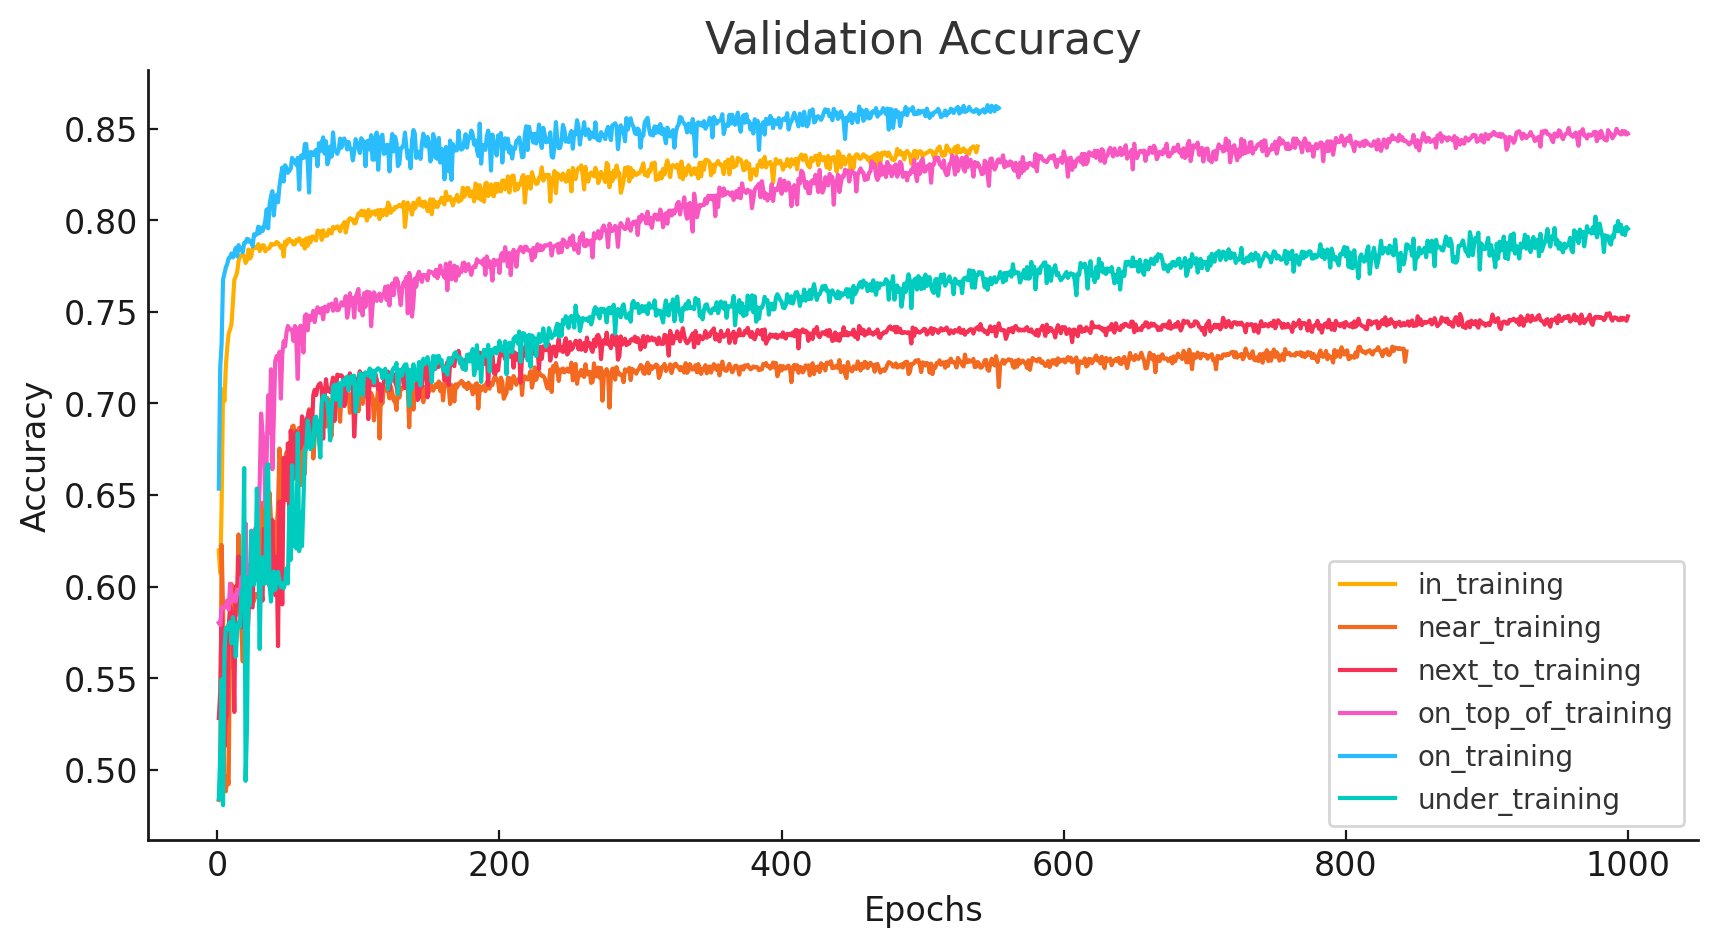 Validation Accuracy
Accuracy
0.85
0.80
0.75
0.70
0.65
0.60
0.55
0.50
0
200
400
600
800
1000
Epochs
in_training
near_training
next_to_training
on_top_of_training
on_training
under_training